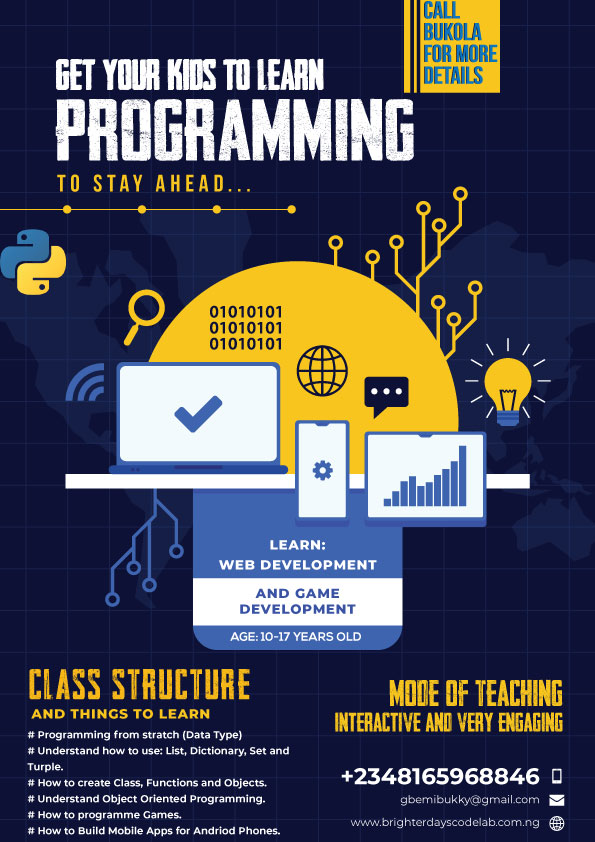 CALL
BUKOLA
FOR MORE
DETAILS
GET YOUR KIDS TO LEARN
PROGRAMMING
TO STAY AHEAD...
01010101
01010101
01010101
LEARN:
WEB DEVELOPMENT
AND GAME
DEVELOPMENT
AGE: 10-17 YEARS OLD
CLASS STRUCTURE
AND THINGS TO LEARN
# Programming from stratch (Data Type)
# Understand how to use: List, Dictionary, Set and
Turple.
# How to create Class, Functions and Objects.
# Understand Object Oriented Programming.
# How to programme Games.
# How to Build Mobile Apps for Andriod Phones.
MODE OF TEACHING
INTERACTIVE AND VERY ENGAGING
+2348165968846
gbemibukky@gmail.com
www.brighterdayscodelab.com.ng